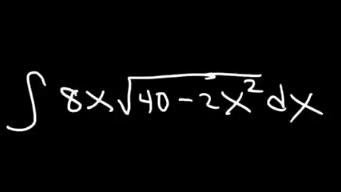 ∫ 8x√(40-2x²) dx